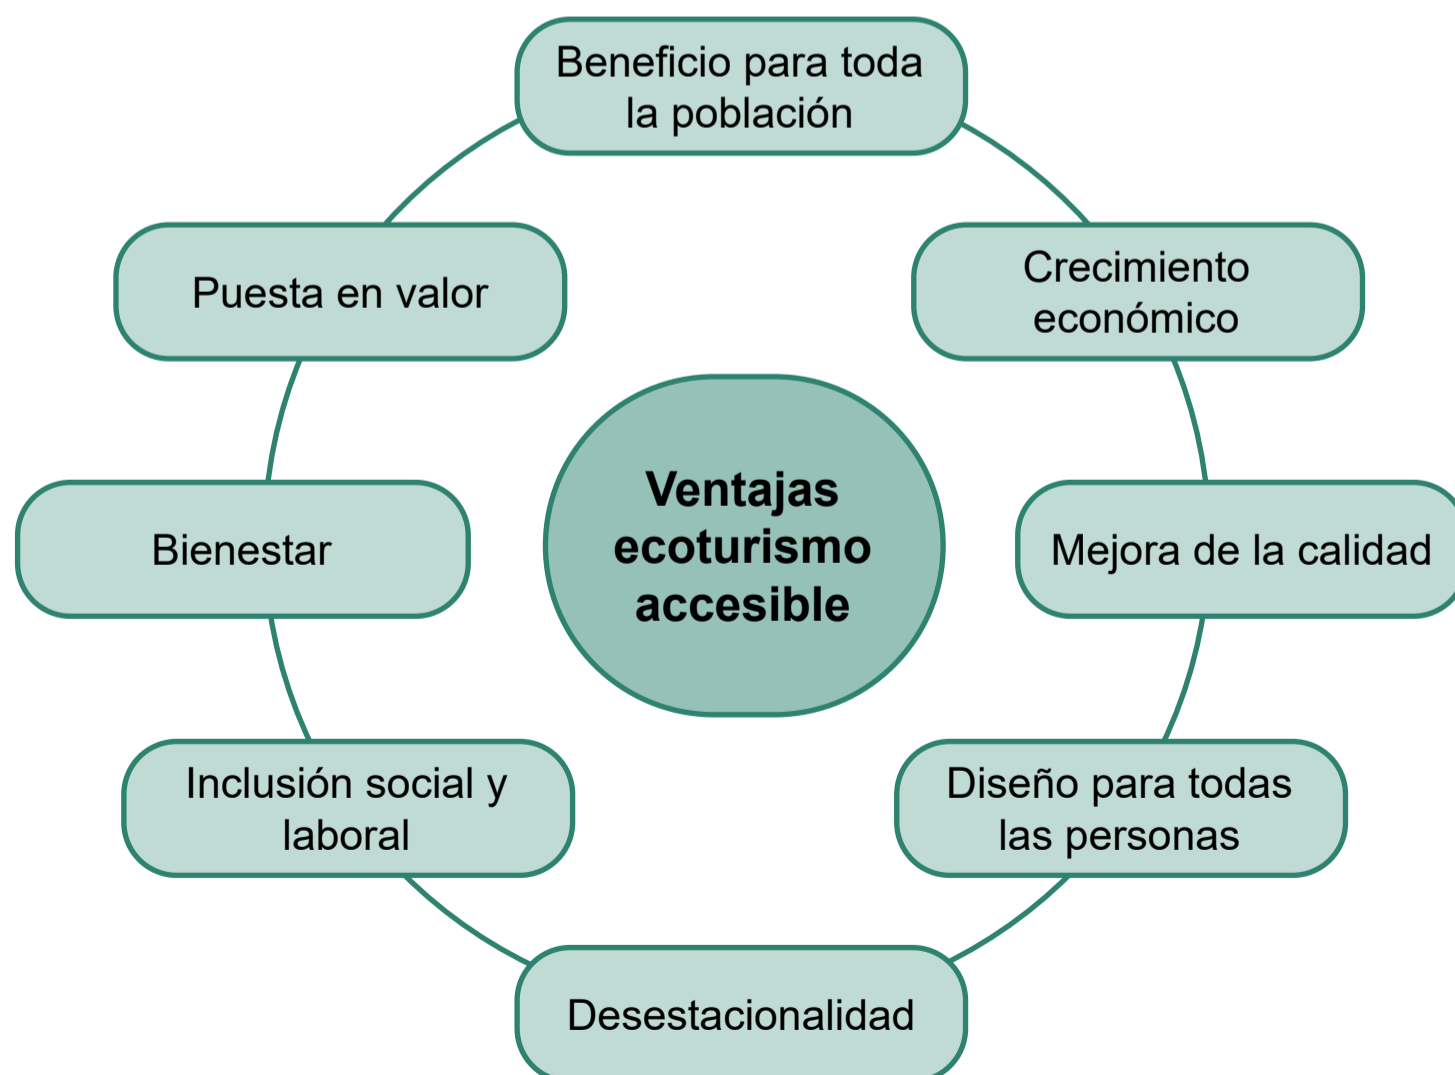 Beneficio para toda
la población
Puesta en valor
Crecimiento
económico
Ventajas
ecoturismo
accesible
Bienestar
Mejora de la calidad
Inclusión social y
laboral
Diseño para todas
las personas
Desestacionalidad